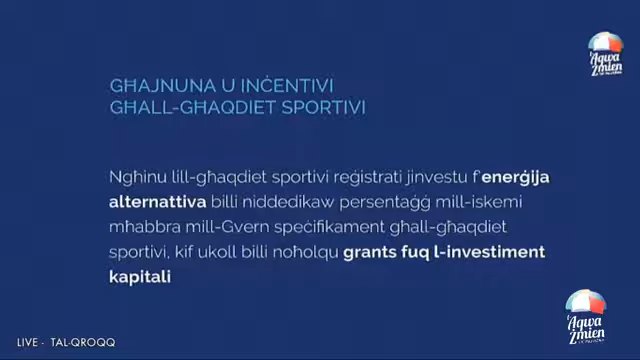 L-Aqwa
Żmien
GĦAJNUNA U INĊENTIVI
GĦALL-GĦAQDIET SPORTIVI
Ngħinu lill-għaqdiet sportivi reġistrati jinvestu f'enerġija
alternattiva billi niddedikaw persentaġġ mill-iskemi
mħabbra mill-Gvern speċifikament għall-għaqdiet
sportivi, kif ukoll billi noħolqu grants fuq l-investiment
kapitali
L-Aqwa
Żmien
LIVE - TAL-QROQQ